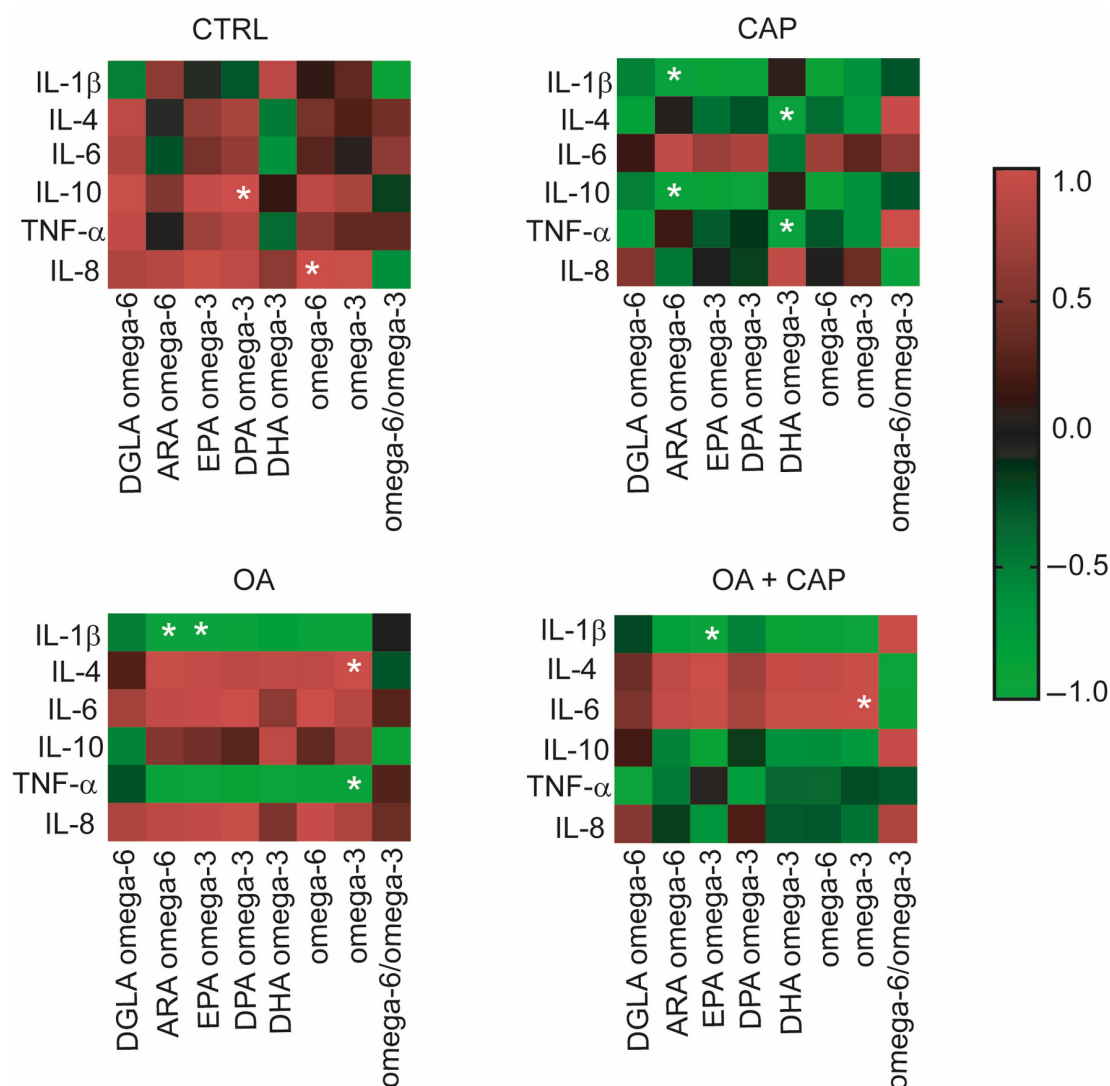 CTRL
IL-1β
IL-4
IL-6
IL-10
TNF-α
IL-8
*
*
DGLA omega-6
ARA omega-6
EPA omega-3
DPA omega-3
DHA omega-3
omega-6
omega-3
omega-6/omega-3
CAP
IL-1β
IL-4
IL-6
IL-10
TNF-α
IL-8
*
*
*
*
DGLA omega-6
ARA omega-6
EPA omega-3
DPA omega-3
DHA omega-3
omega-6
omega-3
omega-6/omega-3
1.0
0.5
0.0
–0.5
–1.0
OA
IL-1β
IL-4
IL-6
IL-10
TNF-α
IL-8
* *
*
*
DGLA omega-6
ARA omega-6
EPA omega-3
DPA omega-3
DHA omega-3
omega-6
omega-3
omega-6/omega-3
OA + CAP
IL-1β
IL-4
IL-6
IL-10
TNF-α
IL-8
*
*
DGLA omega-6
ARA omega-6
EPA omega-3
DPA omega-3
DHA omega-3
omega-6
omega-3
omega-6/omega-3